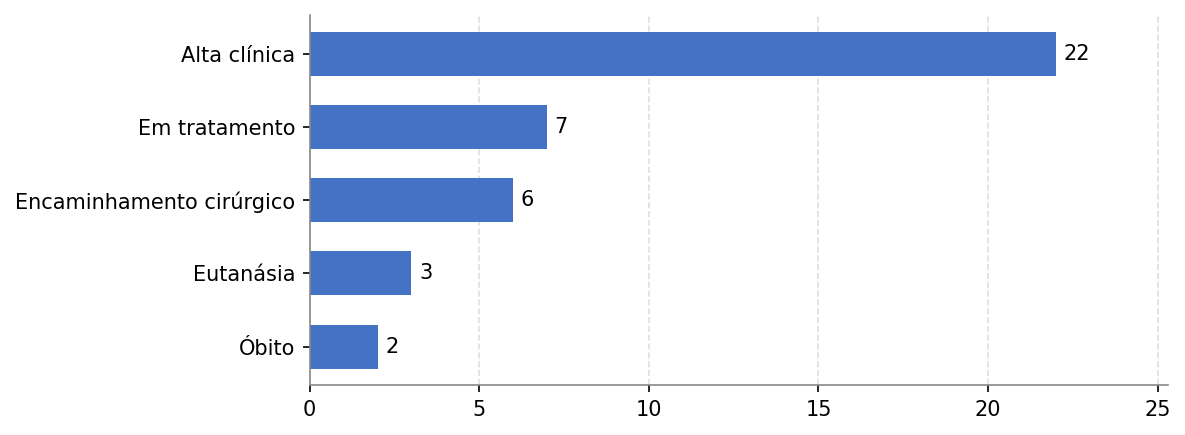 Alta clínica 22
Em tratamento 7
Encaminhamento cirúrgico 6
Eutanásia 3
Óbito 2
0 5 10 15 20 25